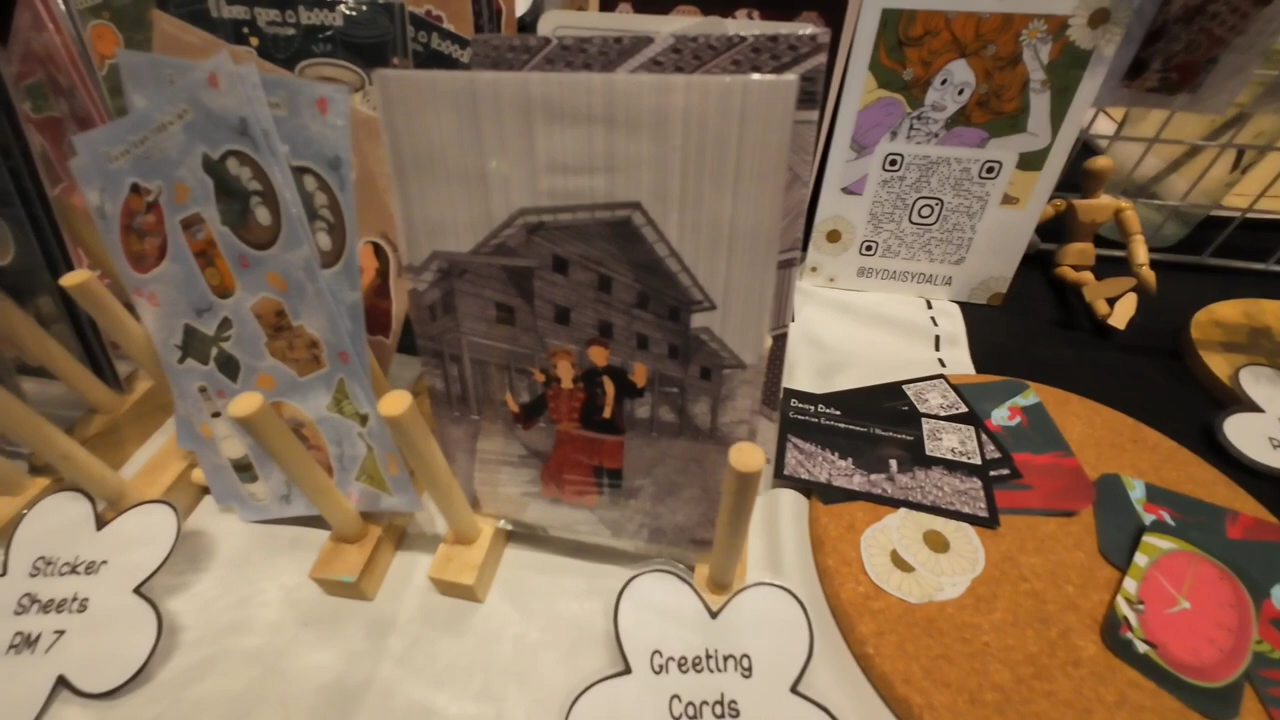 @BYDAISYDALIA
Daisy Dalia
Creative Entrepreneur | Illustrator
Sticker
Sheets
RM 7
Greeting
Cards